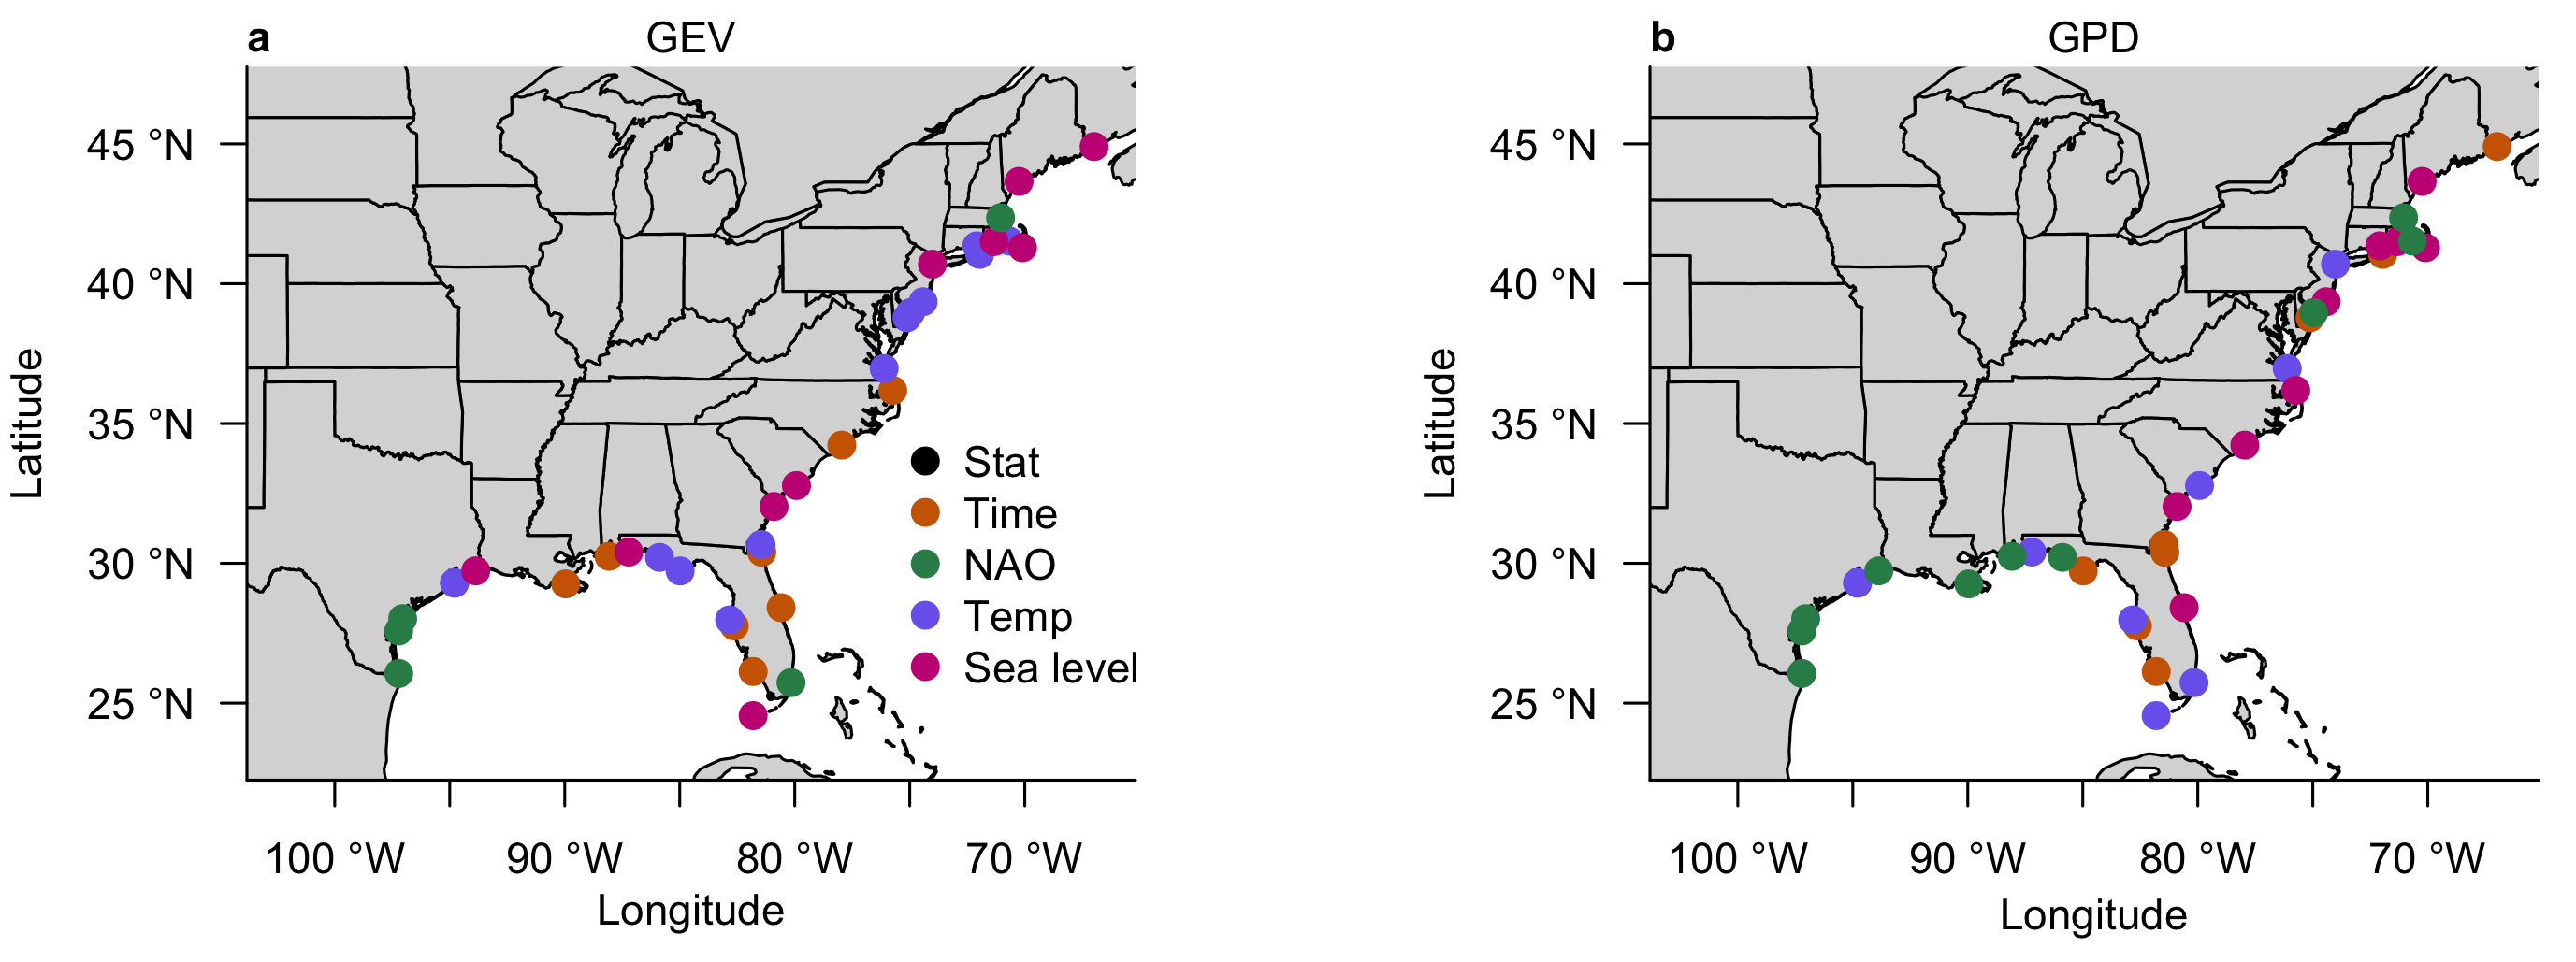 a
GEV
45 °N
40 °N
35 °N
30 °N
25 °N
Latitude
100 °W
90 °W
80 °W
70 °W
Longitude
Stat
Time
NAO
Temp
Sea level
b
GPD
45 °N
40 °N
35 °N
30 °N
25 °N
Latitude
100 °W
90 °W
80 °W
70 °W
Longitude